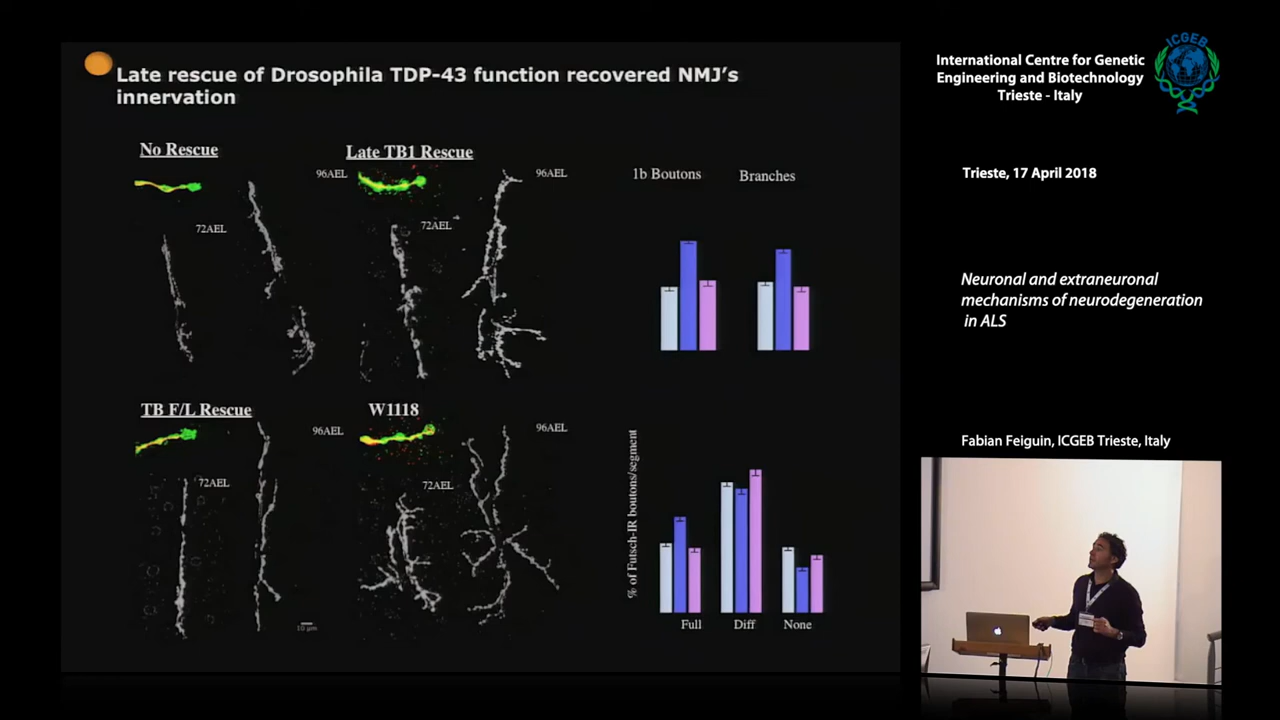 Late rescue of Drosophila TDP-43 function recovered NMJ's
innervation
No Rescue
96AEL
72AEL
Late TB1 Rescue
96AEL
72AEL
TB F/L Rescue
96AEL
72AEL
10 µm
W1118
96AEL
72AEL
1b Boutons
Branches
% of Futsch-IR boutons/segment
Full
Diff
None
International Centre for Genetic
Engineering and Biotechnology
Trieste - Italy
ICGEB
Trieste, 17 April 2018
Neuronal and extraneuronal
mechanisms of neurodegeneration
in ALS
Fabian Feiguin, ICGEB Trieste, Italy